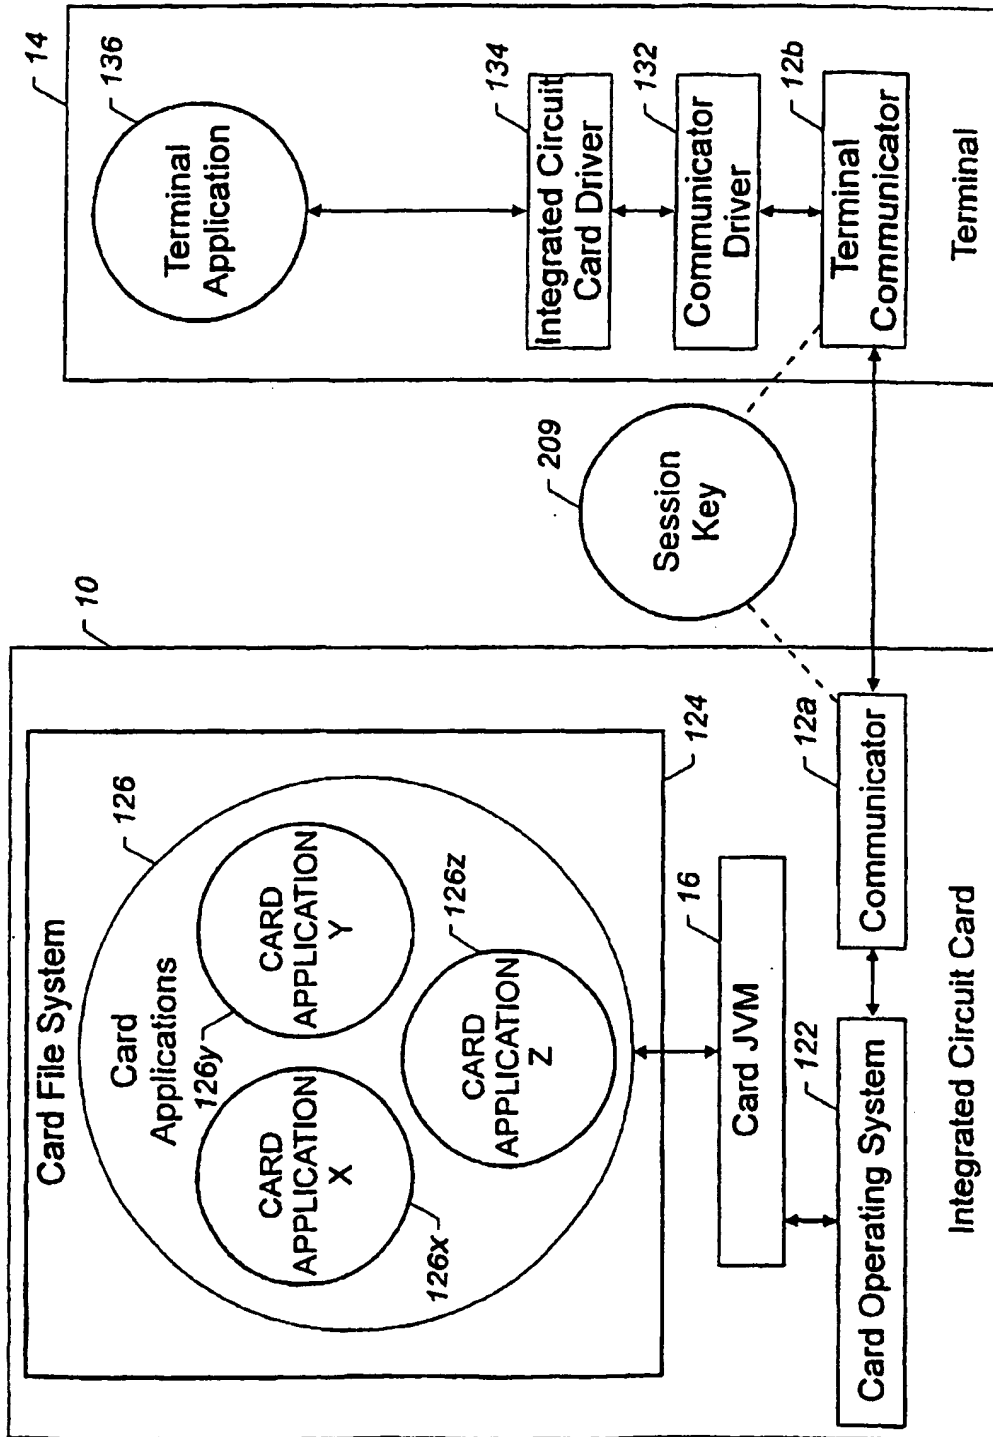 10
Card File System
Card
Applications
126
126y
CARD
APPLICATION
X
CARD
APPLICATION
Y
126x
CARD
APPLICATION
Z
126z
124
Card JVM
16
Card Operating System
122
Communicator
12a
Integrated Circuit Card
Session
Key
209
14
Terminal
Application
136
Integrated Circuit
Card Driver
134
Communicator
Driver
132
Terminal
Communicator
12b
Terminal